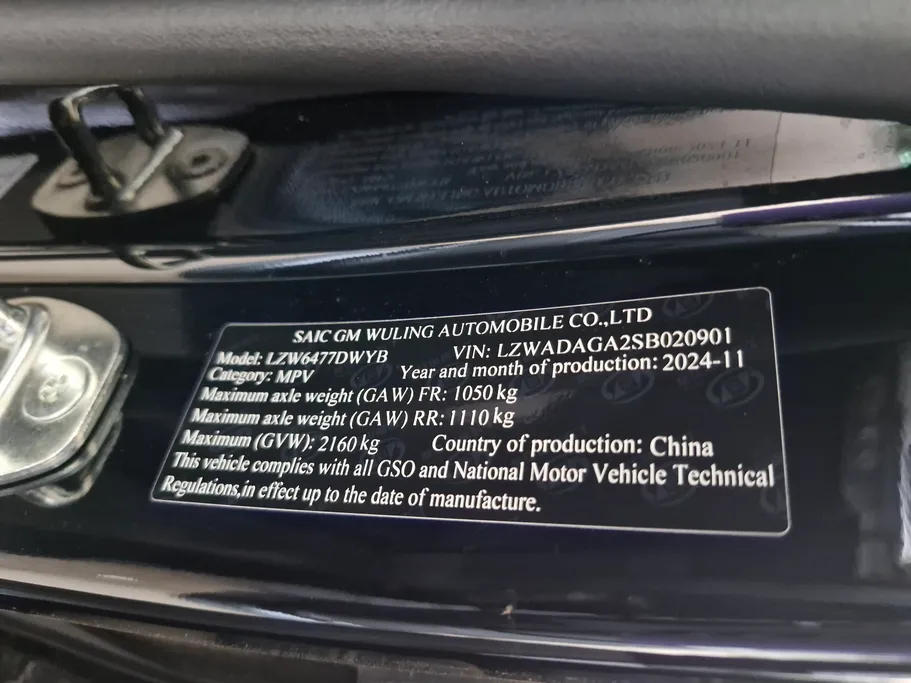 SAIC GM WULING AUTOMOBILE CO.,LTD
Model: LZW6477DWYB VIN: LZWADAGA2SB020901
Category: MPV Year and month of production: 2024-11
Maximum axle weight (GAW) FR: 1050 kg
Maximum axle weight (GAW) RR: 1110 kg
Maximum (GVW): 2160 kg Country of production: China
This vehicle complies with all GSO and National Motor Vehicle Technical
Regulations,in effect up to the date of manufacture.